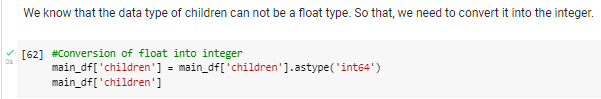 We know that the data type of children can not be a float type. So that, we need to convert it into the integer.
[62] #Conversion of float into integer
main_df['children'] = main_df['children'].astype('int64')
0s
main_df['children']